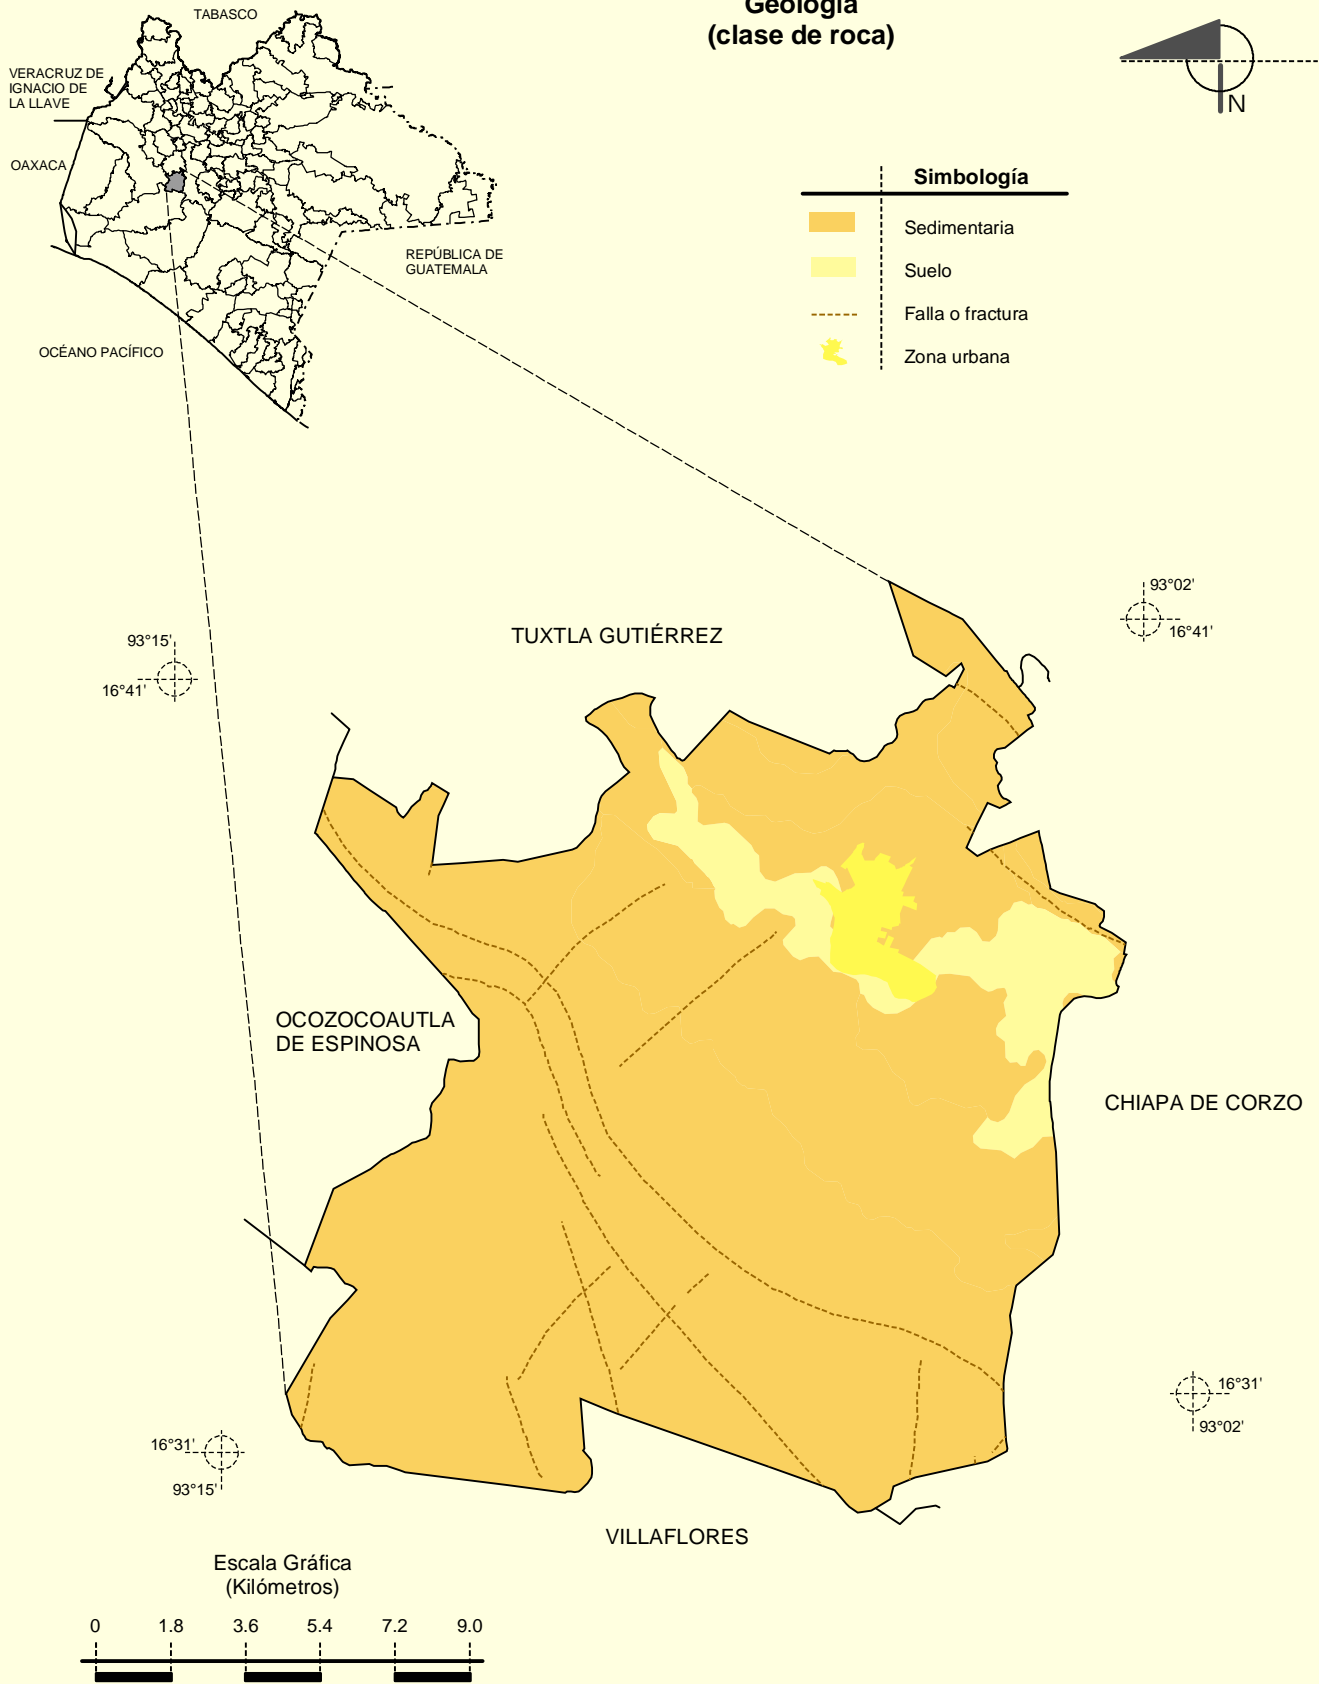 Geología
(clase de roca)
TABASCO
VERACRUZ DE
IGNACIO DE
LA LLAVE
OAXACA
REPÚBLICA DE
GUATEMALA
OCÉANO PACÍFICO
N
Simbología
Sedimentaria
Suelo
Falla o fractura
Zona urbana
93°02'
16°41'
93°15'
16°41'
TUXTLA GUTIÉRREZ
OCOZOCOAUTLA
DE ESPINOSA
CHIAPA DE CORZO
16°31'
93°02'
16°31'
93°15'
VILLAFLORES
Escala Gráfica
(Kilómetros)
0 1.8 3.6 5.4 7.2 9.0